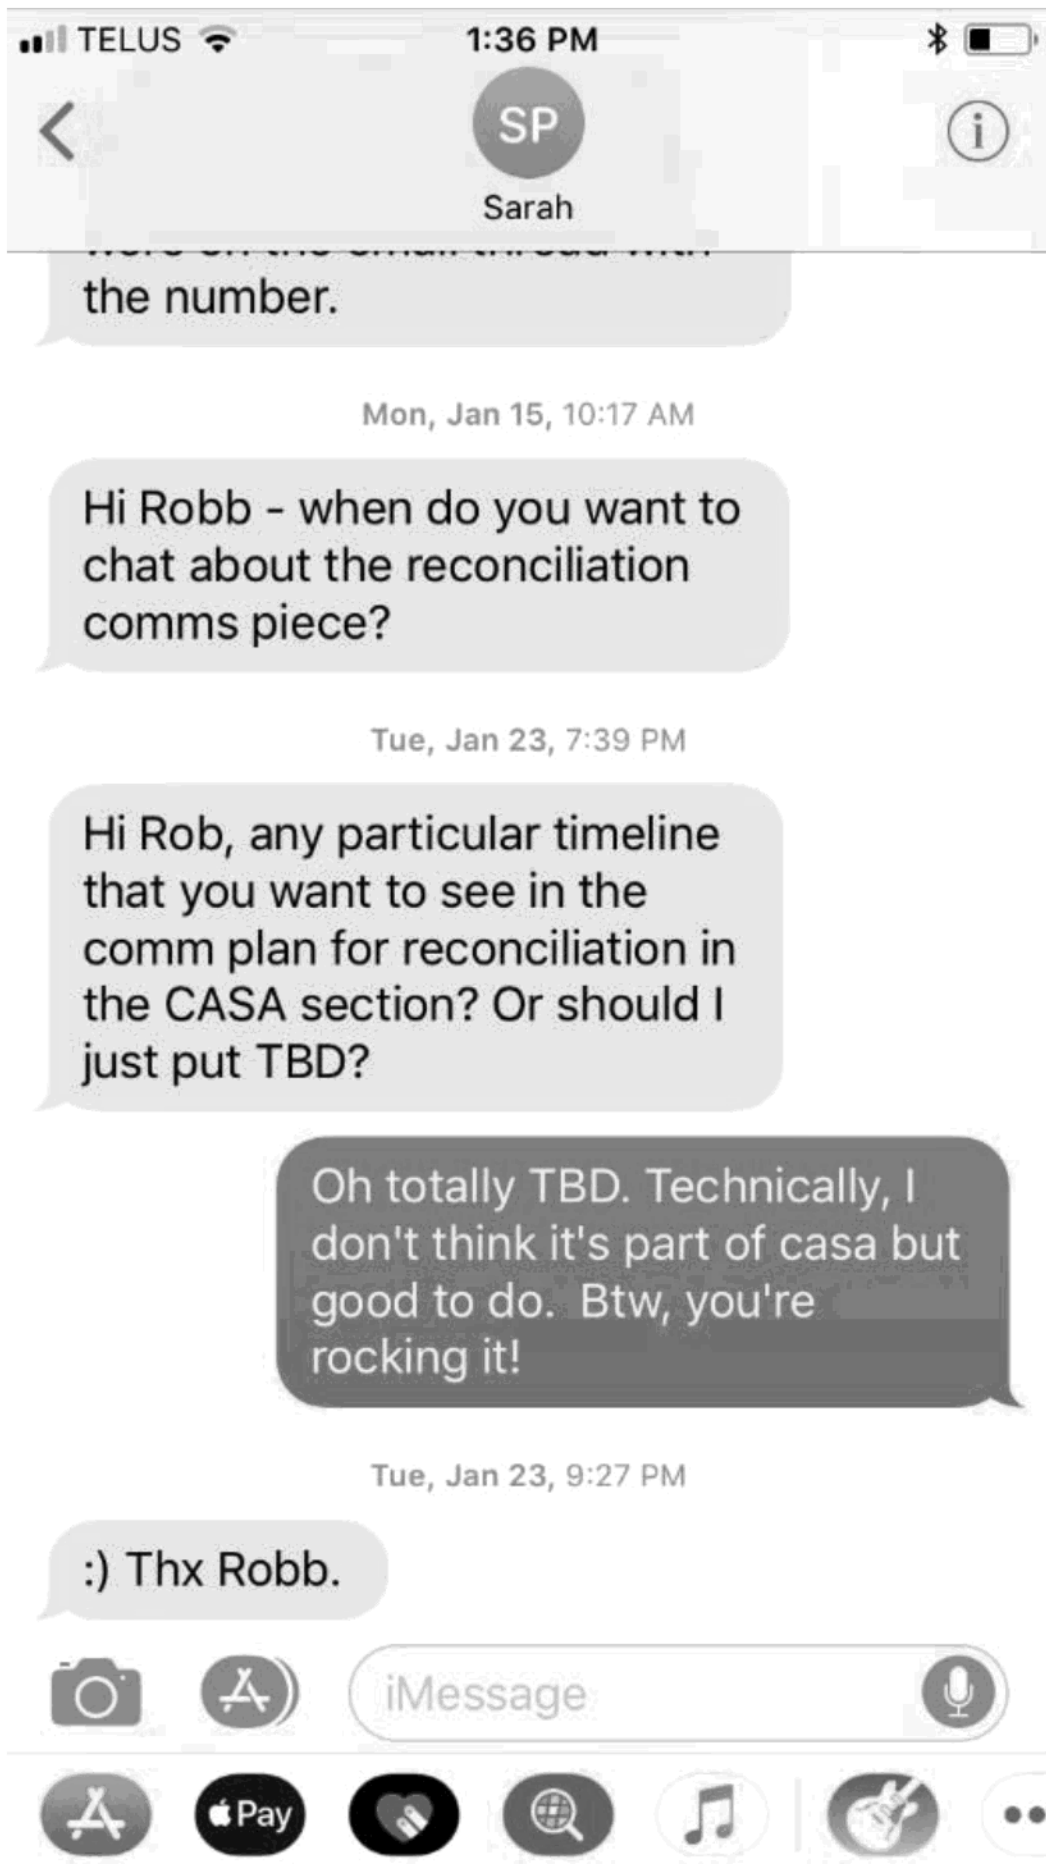 TELUS 1:36 PM
SP
Sarah
the number.
Mon, Jan 15, 10:17 AM
Hi Robb - when do you want to
chat about the reconciliation
comms piece?
Tue, Jan 23, 7:39 PM
Hi Rob, any particular timeline
that you want to see in the
comm plan for reconciliation in
the CASA section? Or should I
just put TBD?
Oh totally TBD. Technically, I
don't think it's part of casa but
good to do.  Btw, you're
rocking it!
Tue, Jan 23, 9:27 PM
:) Thx Robb.
iMessage
Pay